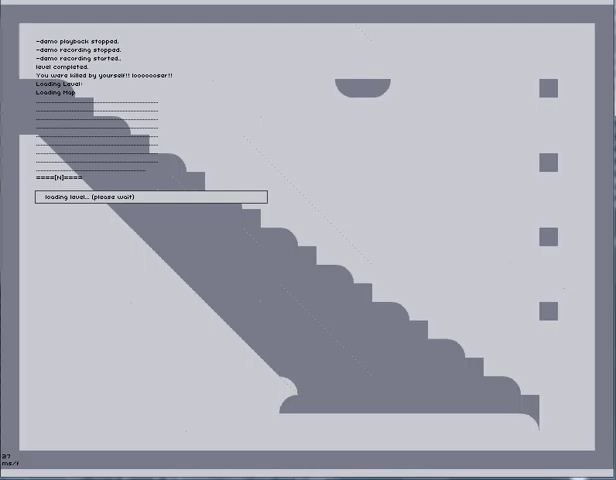 -demo playback stopped.
-demo recording stopped.
-demo recording started..
level completed.
You were killed by yourself!! looooooser!!
Loading Level:
Loading Map
====[N]====
loading level... (please wait)
27
ms/f